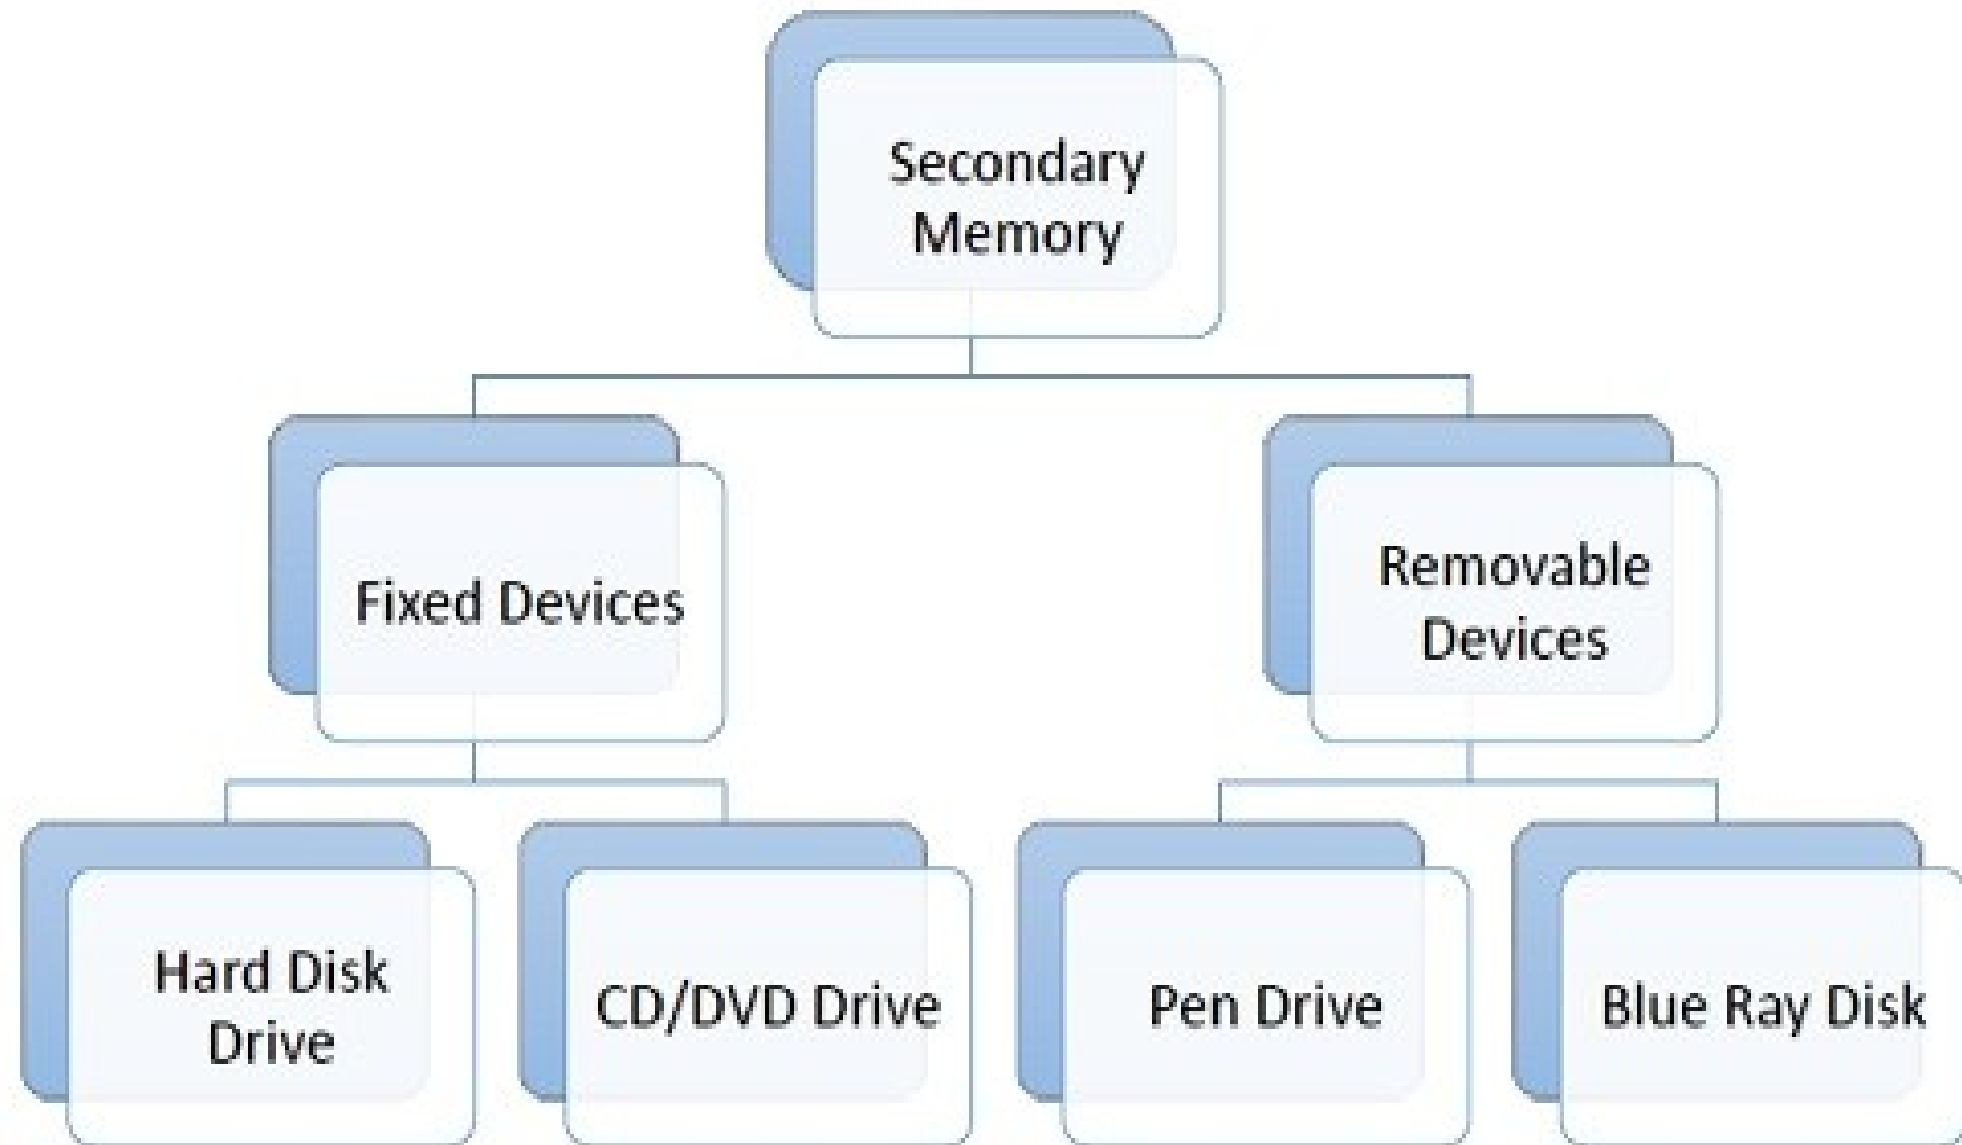 Secondary
Memory
Fixed Devices
Removable
Devices
Hard Disk
Drive
CD/DVD Drive
Pen Drive
Blue Ray Disk